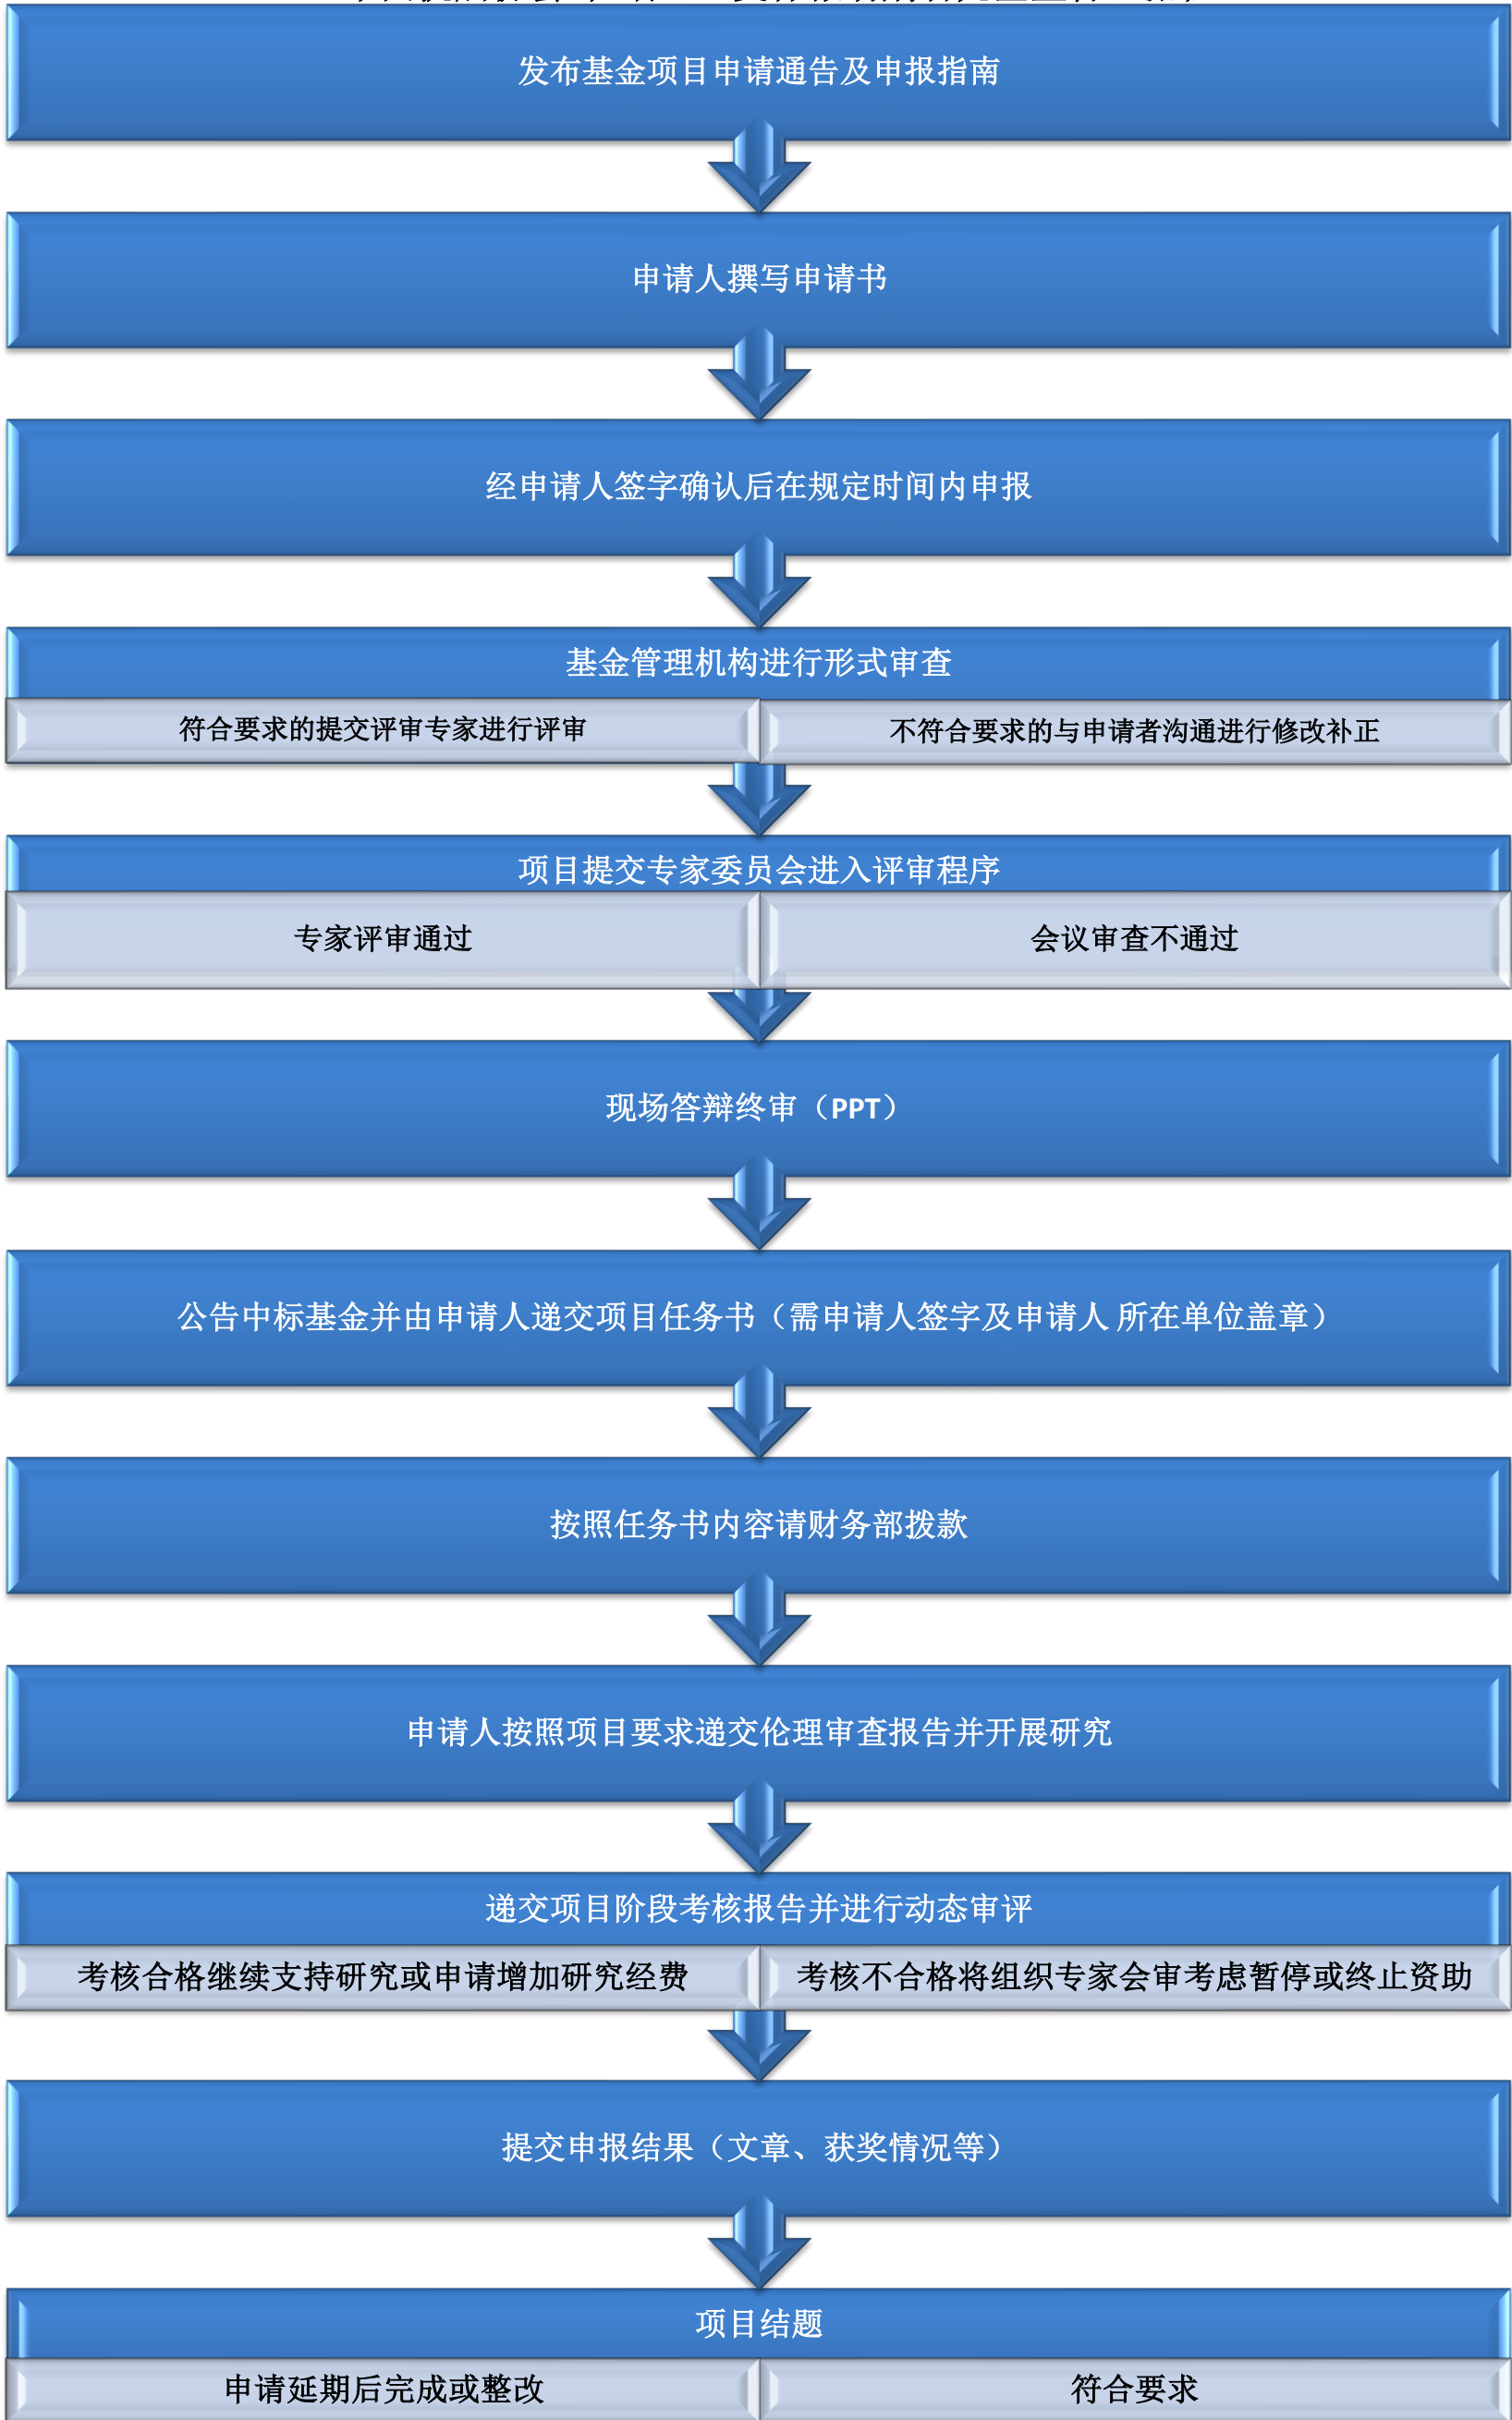 发布基金项目申请通告及申报指南
申请人撰写申请书
经申请人签字确认后在规定时间内申报
基金管理机构进行形式审查
符合要求的提交评审专家进行评审
不符合要求的与申请者沟通进行修改补正
项目提交专家委员会进入评审程序
专家评审通过
会议审查不通过
现场答辩终审（PPT）
公告中标基金并由申请人递交项目任务书（需申请人签字及申请人 所在单位盖章）
按照任务书内容请财务部拨款
申请人按照项目要求递交伦理审查报告并开展研究
递交项目阶段考核报告并进行动态审评
考核合格继续支持研究或申请增加研究经费
考核不合格将组织专家会审考虑暂停或终止资助
提交申报结果（文章、获奖情况等）
项目结题
申请延期后完成或整改
符合要求